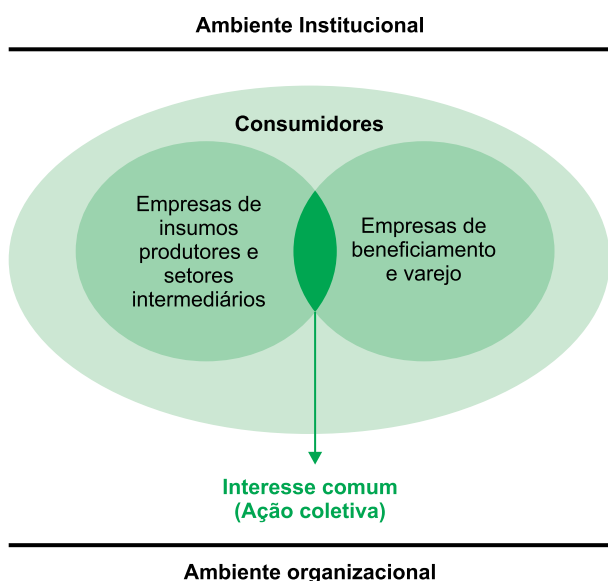 Ambiente Institucional
Consumidores
Empresas de
insumos
produtores e
setores
intermediários
Empresas de
beneficiamento
e varejo
Interesse comum
(Ação coletiva)
Ambiente organizacional